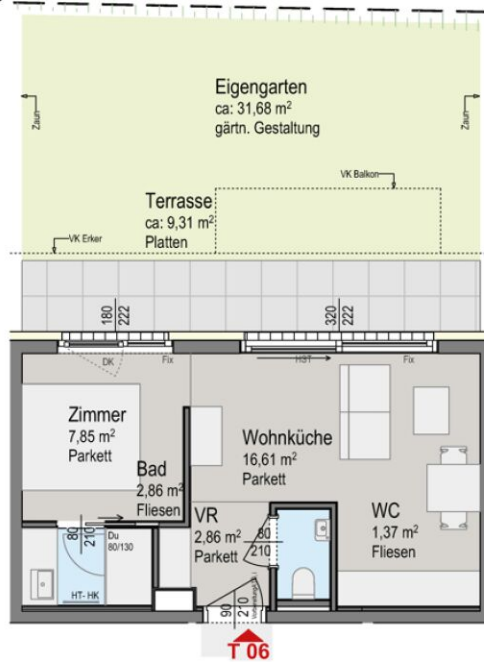 Eigengarten
ca: 31,68 m²
gärtn. Gestaltung
Zaun
Zaun
VK Balkon
Terrasse
ca: 9,31 m²
Platten
VK Erker
180
222
320
222
DK
Fix
HST
Fix
Zimmer
7,85 m²
Parkett
Wohnküche
16,61 m²
Parkett
Bad
2,86 m²
Fliesen
VR
2,86 m²
Parkett
WC
1,37 m²
Fliesen
80
210
Du
80/130
80
210
HT- HK
90
210
T 06